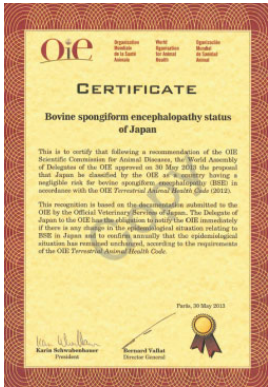 Oie
Organisation World Organización
Mondiale Organisation Mundial
de la Santé for Animal de Sanidad
Animale Health Animal
CERTIFICATE
Bovine spongiform encephalopathy status
of Japan
This is to certify that following a recommendation of the OIE
Scientific Commission for Animal Diseases, the World Assembly
of Delegates of the OIE approved on 30 May 2013 the proposal
that Japan be classified by the OIE as a country having a
negligible risk for bovine spongiform encephalopathy (BSE) in
accordance with the OIE Terrestrial Animal Health Code (2012).
This recognition is based on the documentation submitted to the
OIE by the Official Veterinary Services of Japan. The Delegate of
Japan to the OIE has the obligation to notify the OIE immediately
if there is any change in the epidemiological situation relating to
BSE in Japan and to confirm annually that the epidemiological
situation has remained unchanged, according to the requirements
of the OIE Terrestrial Animal Health Code.
Paris, 30 May 2013
Karin Schwabenbauer Bernard Vallat
President Director General